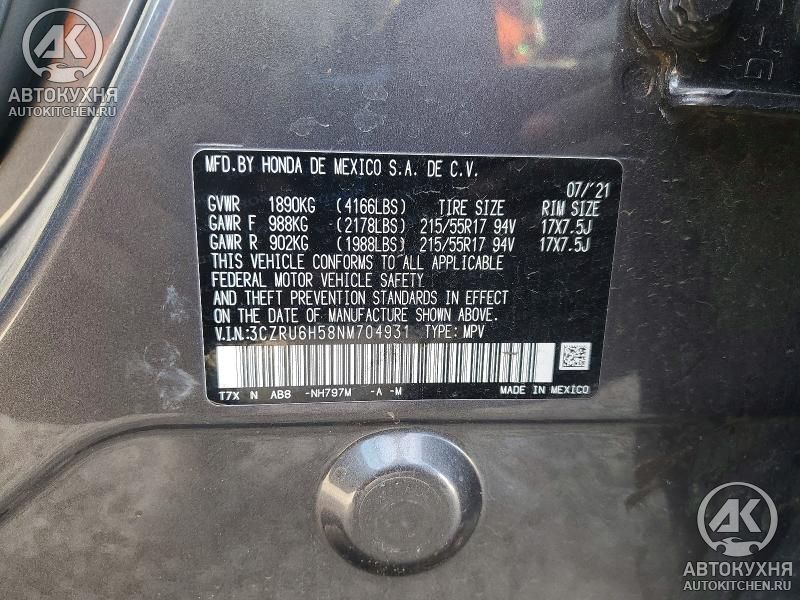 AK
АВТОКУХНЯ
AUTOKITCHEN.RU
C-G
MFD.BY HONDA DE MEXICO S.A. DE C.V.
07/'21
GVWR 1890KG (4166LBS) TIRE SIZE RIM SIZE
GAWR F 988KG (2178LBS) 215/55R17 94V 17X7.5J
GAWR R 902KG (1988LBS) 215/55R17 94V 17X7.5J
THIS VEHICLE CONFORMS TO ALL APPLICABLE
FEDERAL MOTOR VEHICLE SAFETY
AND THEFT PREVENTION STANDARDS IN EFFECT
ON THE DATE OF MANUFACTURE SHOWN ABOVE.
V.I.N.:3CZRU6H58NM704931 TYPE: MPV
T7X N AB8 -NH797M -A -M MADE IN MEXICO
AK
АВТОКУХНЯ
AUTOKITCHEN.RU